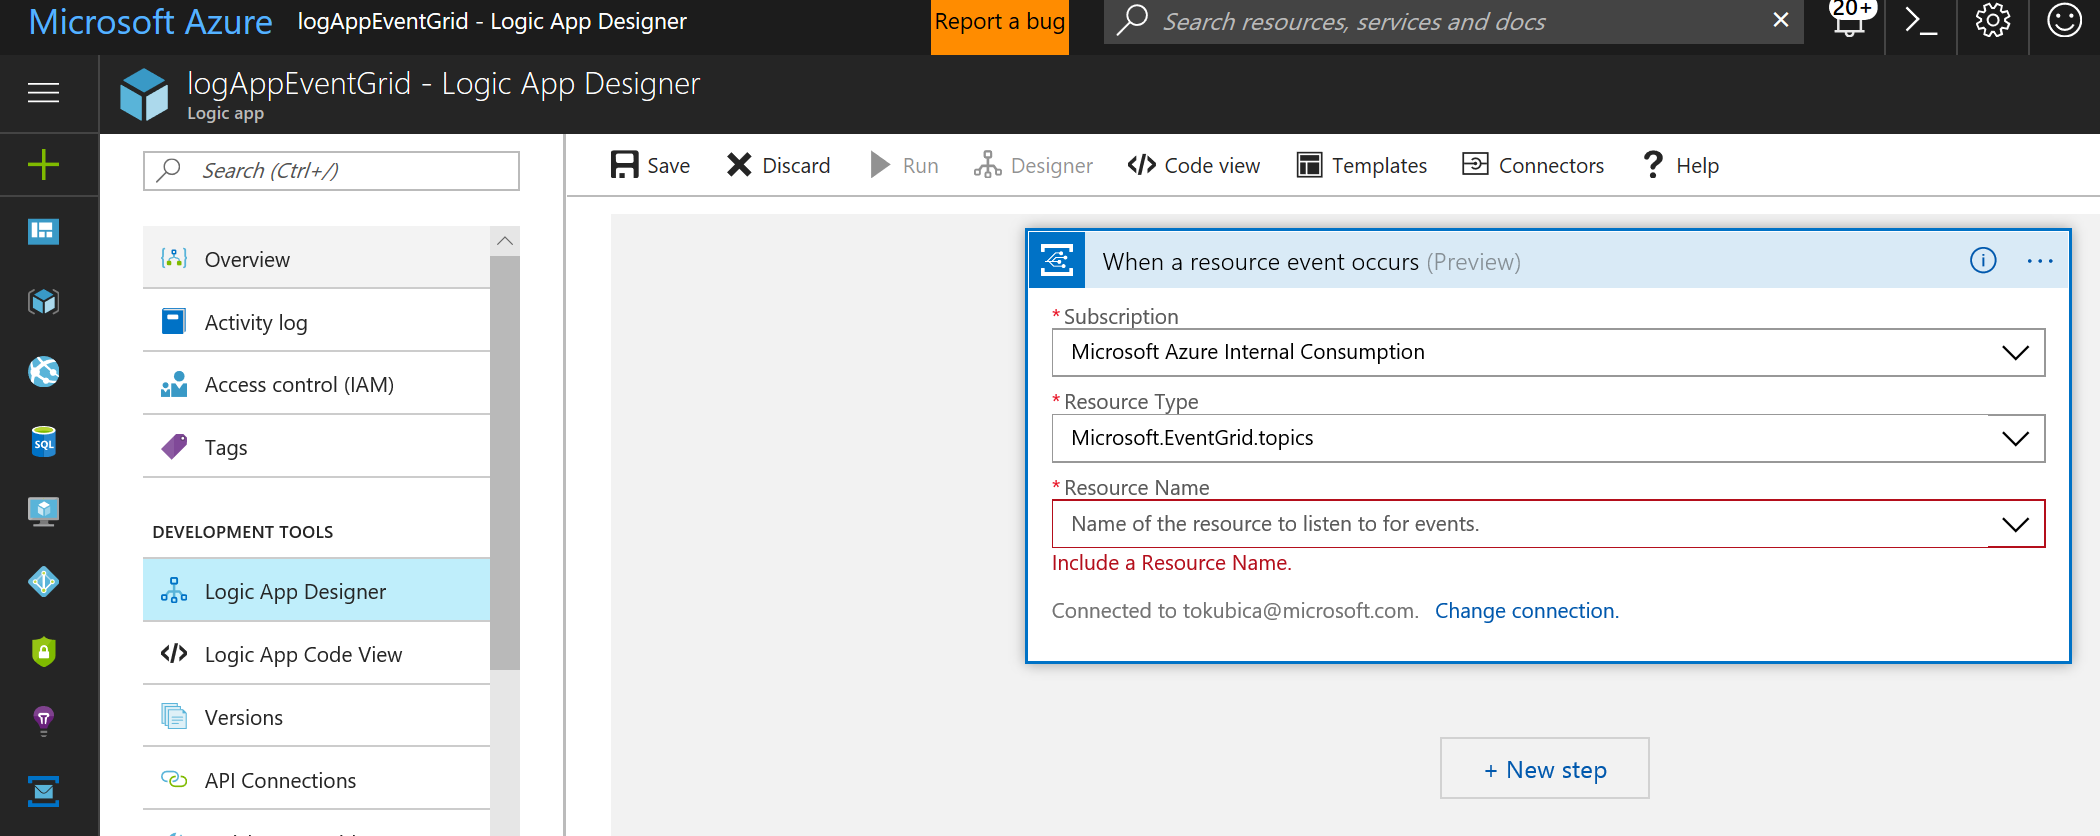 Microsoft Azure logAppEventGrid - Logic App Designer
Report a bug
Search resources, services and docs
20+
logAppEventGrid - Logic App Designer
Logic app
Search (Ctrl+/)
Overview
Activity log
Access control (IAM)
Tags
DEVELOPMENT TOOLS
Logic App Designer
Logic App Code View
Versions
API Connections
SQL
Save
Discard
Run
Designer
Code view
Templates
Connectors
Help
When a resource event occurs (Preview)
* Subscription
Microsoft Azure Internal Consumption
* Resource Type
Microsoft.EventGrid.topics
* Resource Name
Name of the resource to listen to for events.
Include a Resource Name.
Connected to tokubica@microsoft.com. Change connection.
+ New step